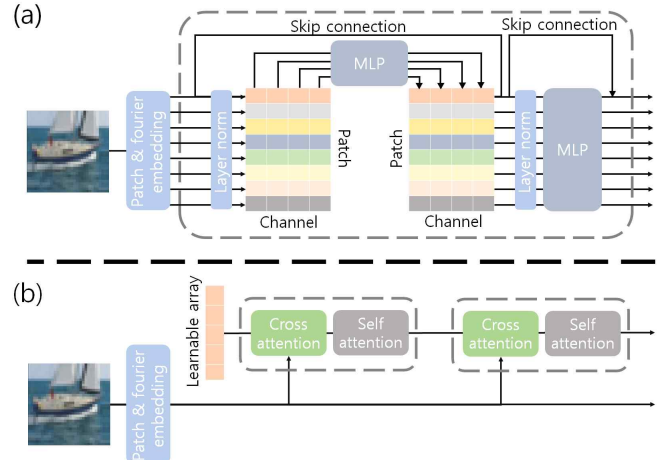 (a)
Skip connection
Skip connection
MLP
Patch & fourier
embedding
Layer norm
Patch
Patch
Layer norm
MLP
Channel
Channel
(b)
Learnable array
Cross
attention
Self
attention
Cross
attention
Self
attention
Patch & fourier
embedding